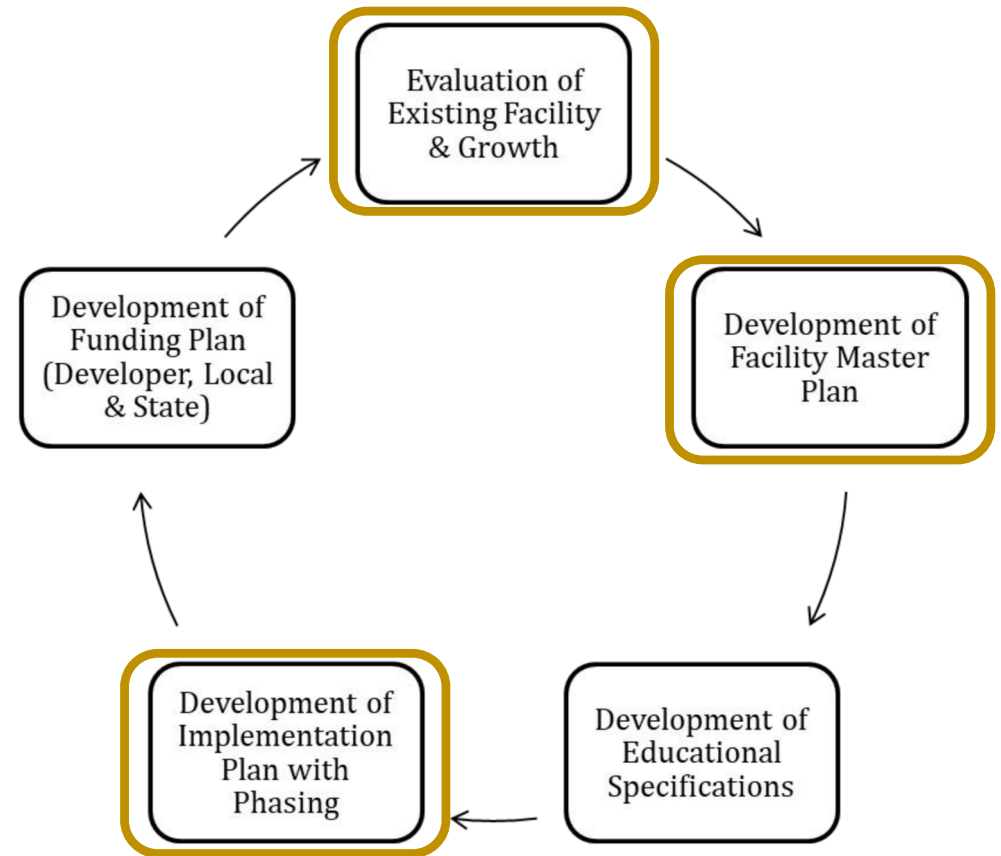 Evaluation of
Existing Facility
& Growth
Development of
Facility Master
Plan
Development of
Educational
Specifications
Development of
Implementation
Plan with
Phasing
Development of
Funding Plan
(Developer, Local
& State)